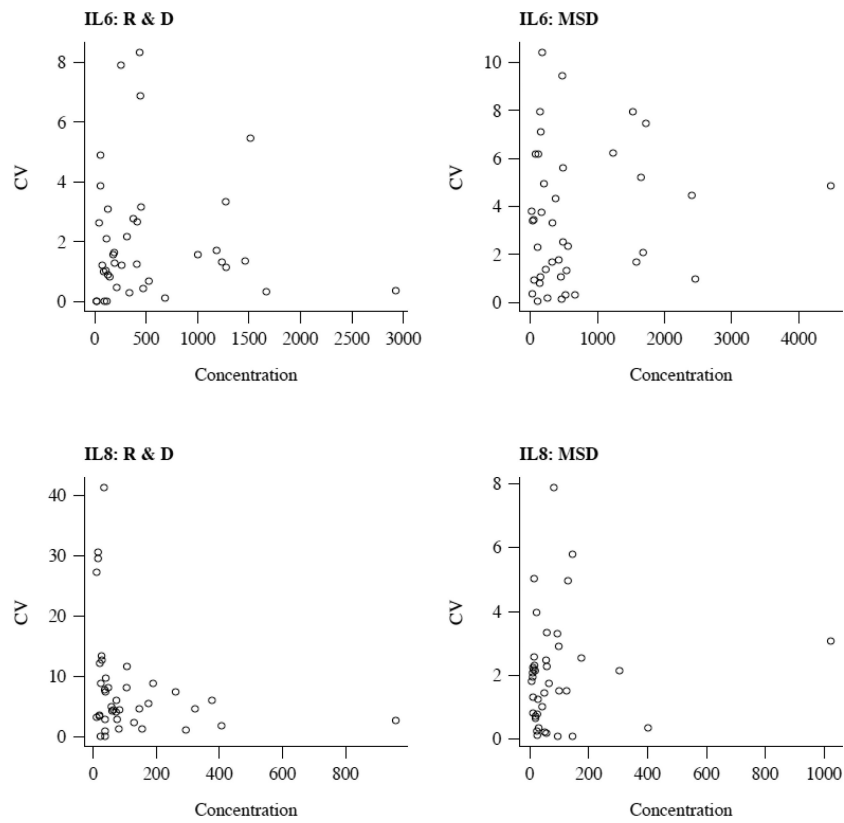 IL6: R & D
8
6
4
2
0
CV
0 500 1000 1500 2000 2500 3000
Concentration
IL6: MSD
10
8
6
4
2
0
CV
0 1000 2000 3000 4000
Concentration
IL8: R & D
40
30
20
10
0
CV
0 200 400 600 800
Concentration
IL8: MSD
8
6
4
2
0
CV
0 200 400 600 800 1000
Concentration